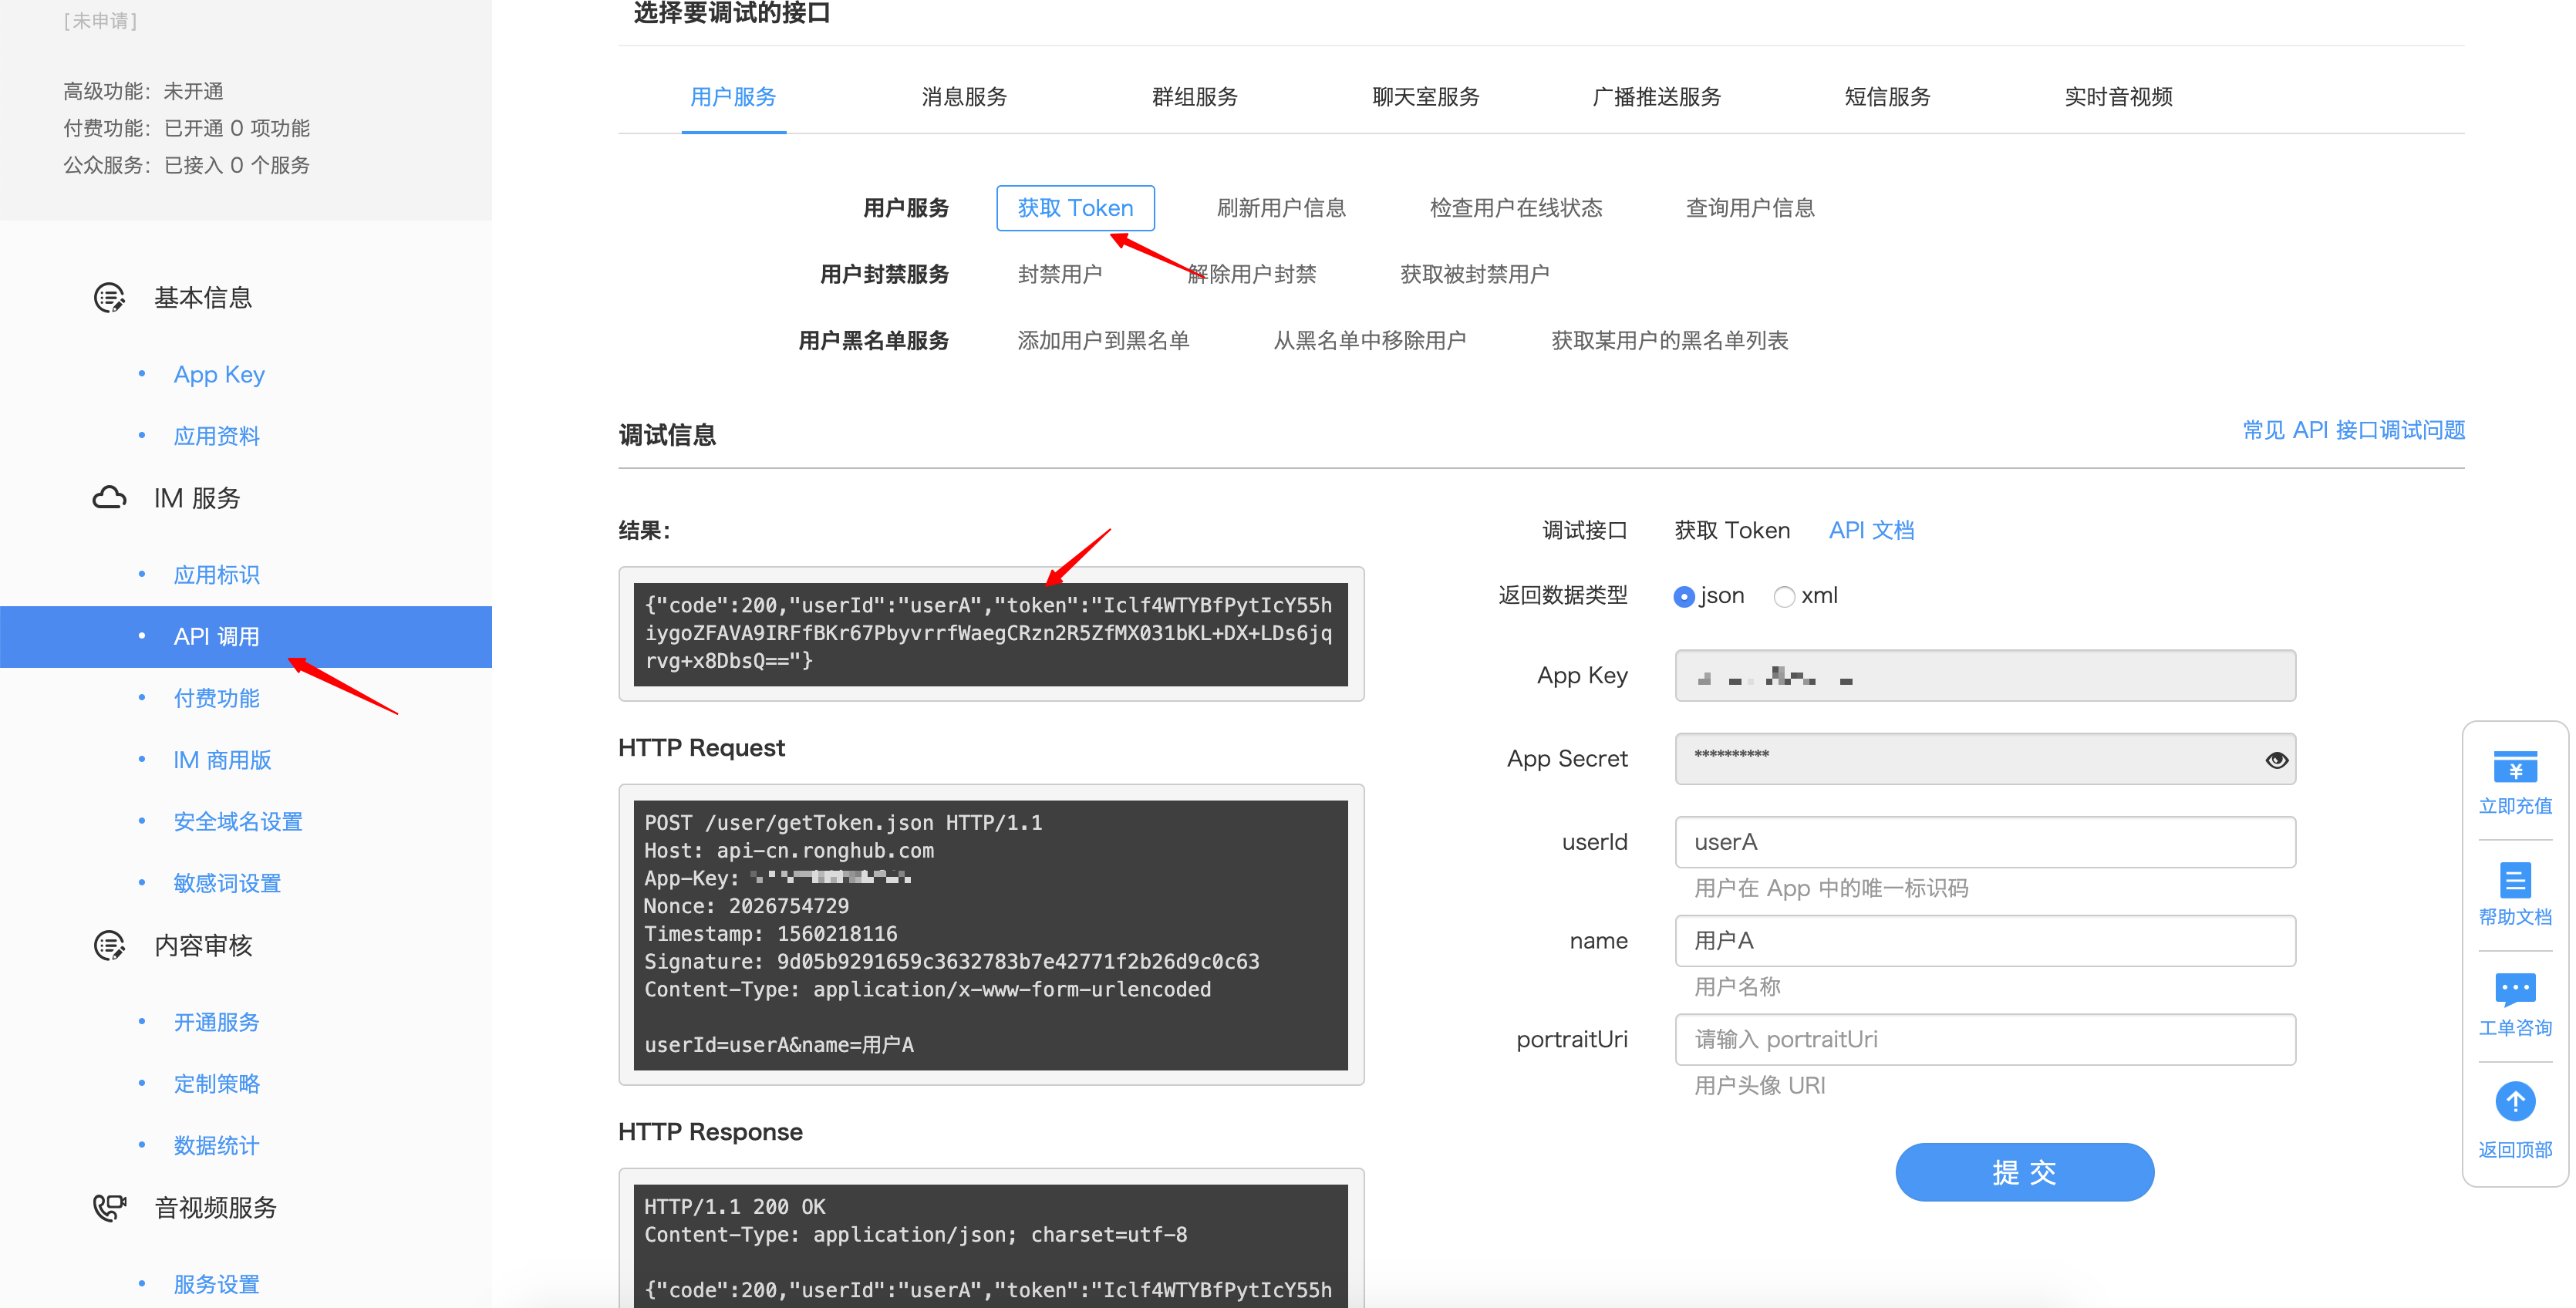 [未申请]
高级功能：未开通
付费功能：已开通 0 项功能
公众服务：已接入 0 个服务
基本信息
• App Key
• 应用资料
IM 服务
• 应用标识
• API 调用
• 付费功能
• IM 商用版
• 安全域名设置
• 敏感词设置
内容审核
• 开通服务
• 定制策略
• 数据统计
音视频服务
• 服务设置
选择要调试的接口
用户服务 消息服务 群组服务 聊天室服务 广播推送服务 短信服务 实时音视频
用户服务 获取 Token 刷新用户信息 检查用户在线状态 查询用户信息
用户封禁服务 封禁用户 解除用户封禁 获取被封禁用户
用户黑名单服务 添加用户到黑名单 从黑名单中移除用户 获取某用户的黑名单列表
调试信息 常见 API 接口调试问题
结果：
{"code":200,"userId":"userA","token":"Iclf4WTYBfPytIcY55h
iygoZFAVA9IRFfBKr67PbyvrrfWaegCRzn2R5ZfMX031bKL+DX+LDs6jq
rvg+x8DbsQ=="}
HTTP Request
POST /user/getToken.json HTTP/1.1
Host: api-cn.ronghub.com
App-Key:
Nonce: 2026754729
Timestamp: 1560218116
Signature: 9d05b9291659c3632783b7e42771f2b26d9c0c63
Content-Type: application/x-www-form-urlencoded
userId=userA&name=用户A
HTTP Response
HTTP/1.1 200 OK
Content-Type: application/json; charset=utf-8
{"code":200,"userId":"userA","token":"Iclf4WTYBfPytIcY55h
调试接口 获取 Token API 文档
返回数据类型 json xml
App Key
App Secret **********
userId userA
用户在 App 中的唯一标识码
name 用户A
用户名称
portraitUri 请输入 portraitUri
用户头像 URI
提 交
立即充值
帮助文档
工单咨询
返回顶部